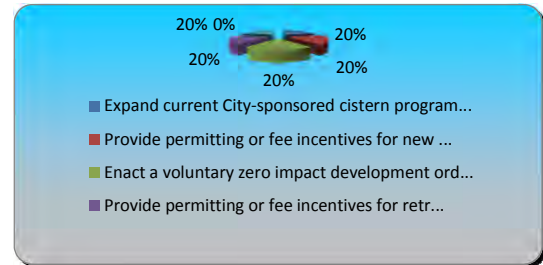 20% 0%
20%
20%
20%
20%
Expand current City-sponsored cistern program...
Provide permitting or fee incentives for new ...
Enact a voluntary zero impact development ord...
Provide permitting or fee incentives for retr...